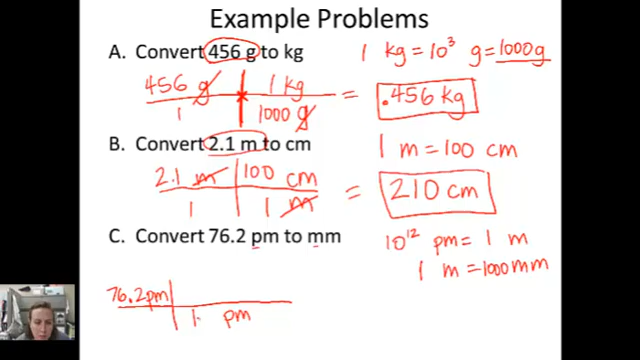 Example Problems
A. Convert 456 g to kg
1 kg = 10³ g = 1000g
456 g 1 kg
1 1000 g = .456 kg
B. Convert 2.1 m to cm
1 m = 100 cm
2.1 m 100 cm
1 1 m = 210 cm
C. Convert 76.2 pm to mm
10¹² pm = 1 m
1 m = 1000 mm
76.2 pm
1 pm